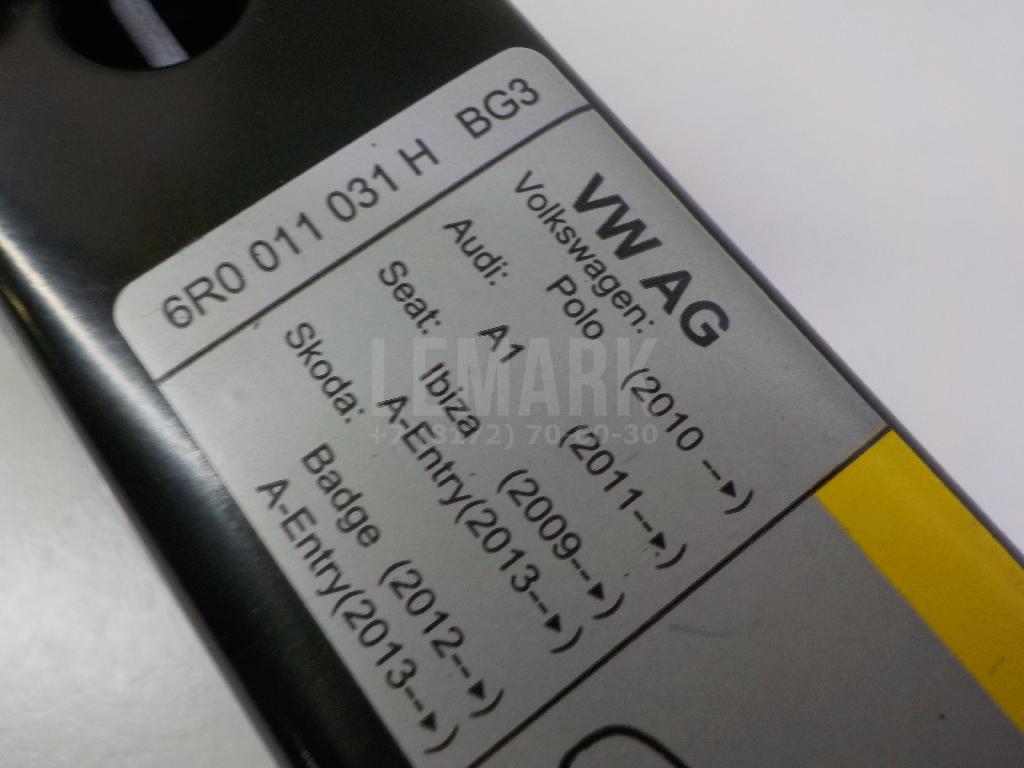 6R0 011 031 H BG3
VW AG
Volkswagen:
Polo (2010 -->)
Audi: A1 (2011-->)
Seat: Ibiza (2009-->)
A-Entry(2013-->)
Skoda: Badge (2012-->)
A-Entry(2013-->)
LEMARK